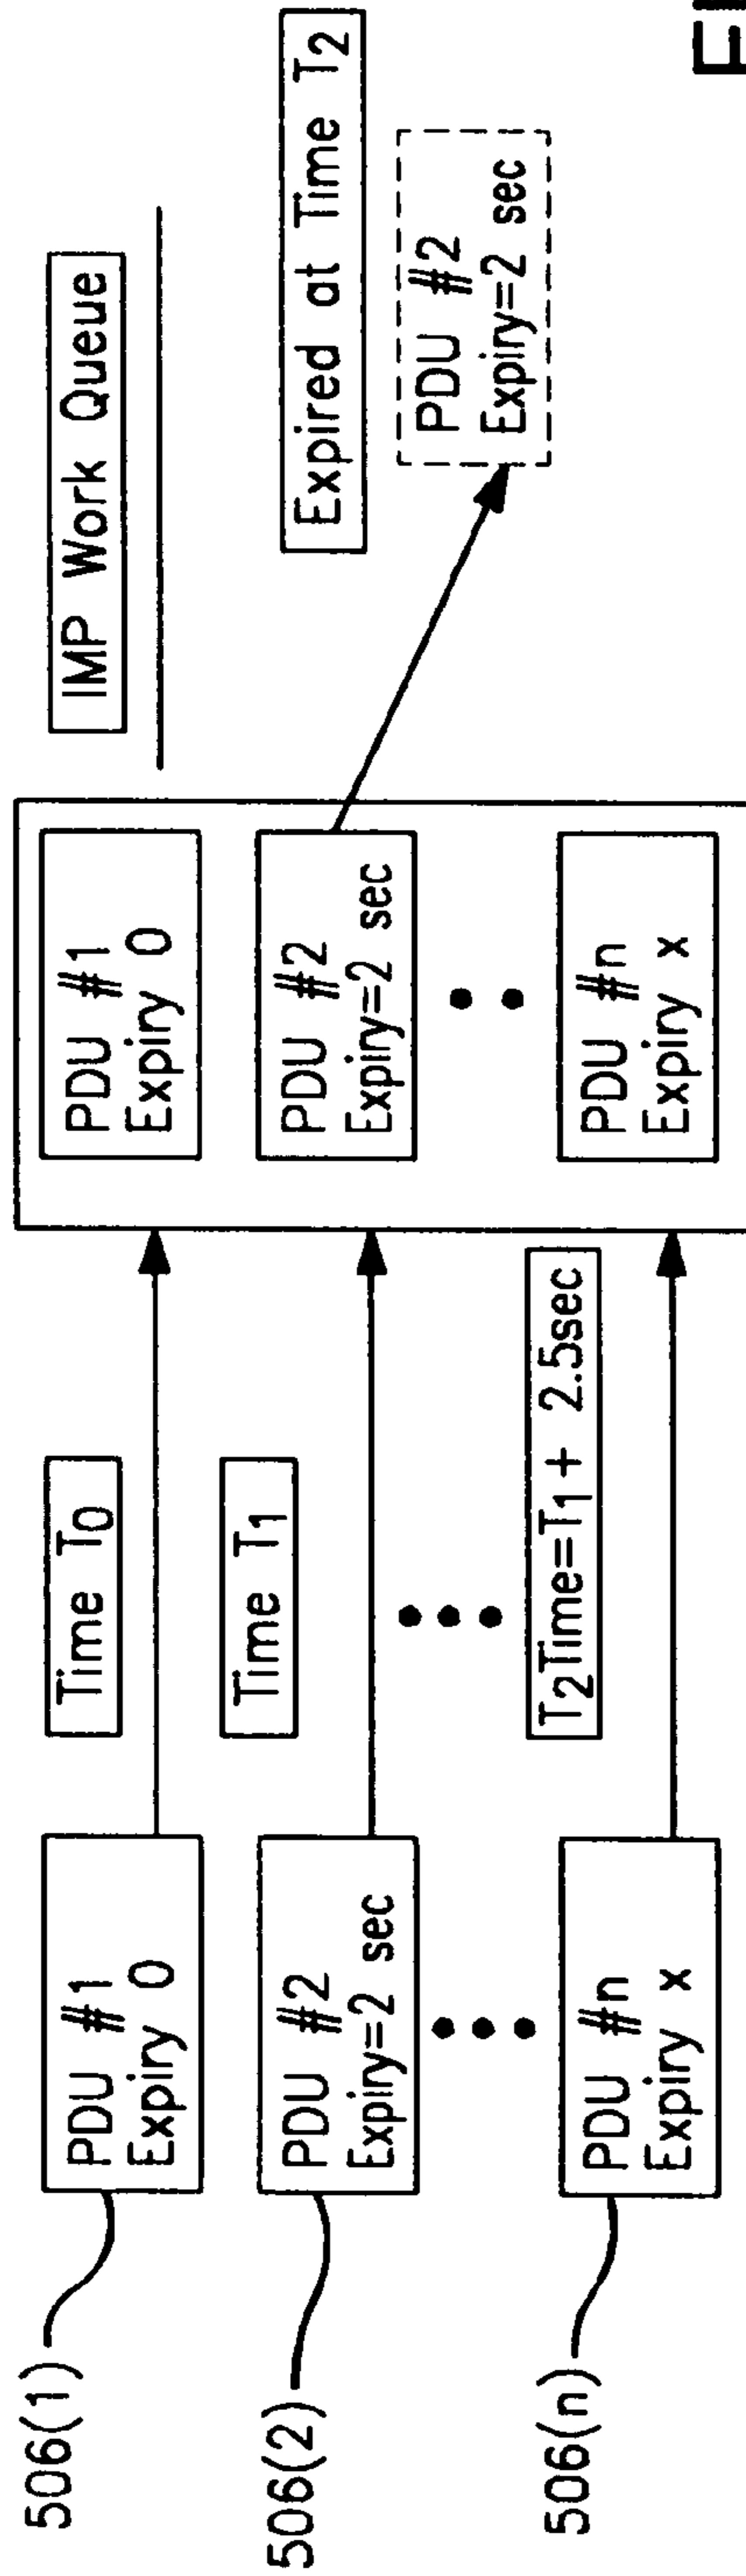 506(1)
PDU #1
Expiry 0
Time T0
PDU #1
Expiry 0
IMP Work Queue
506(2)
PDU #2
Expiry=2 sec
Time T1
PDU #2
Expiry=2 sec
Expired at Time T2
PDU #2
Expiry=2 sec
506(n)
PDU #n
Expiry x
T2Time=T1+ 2.5sec
PDU #n
Expiry x